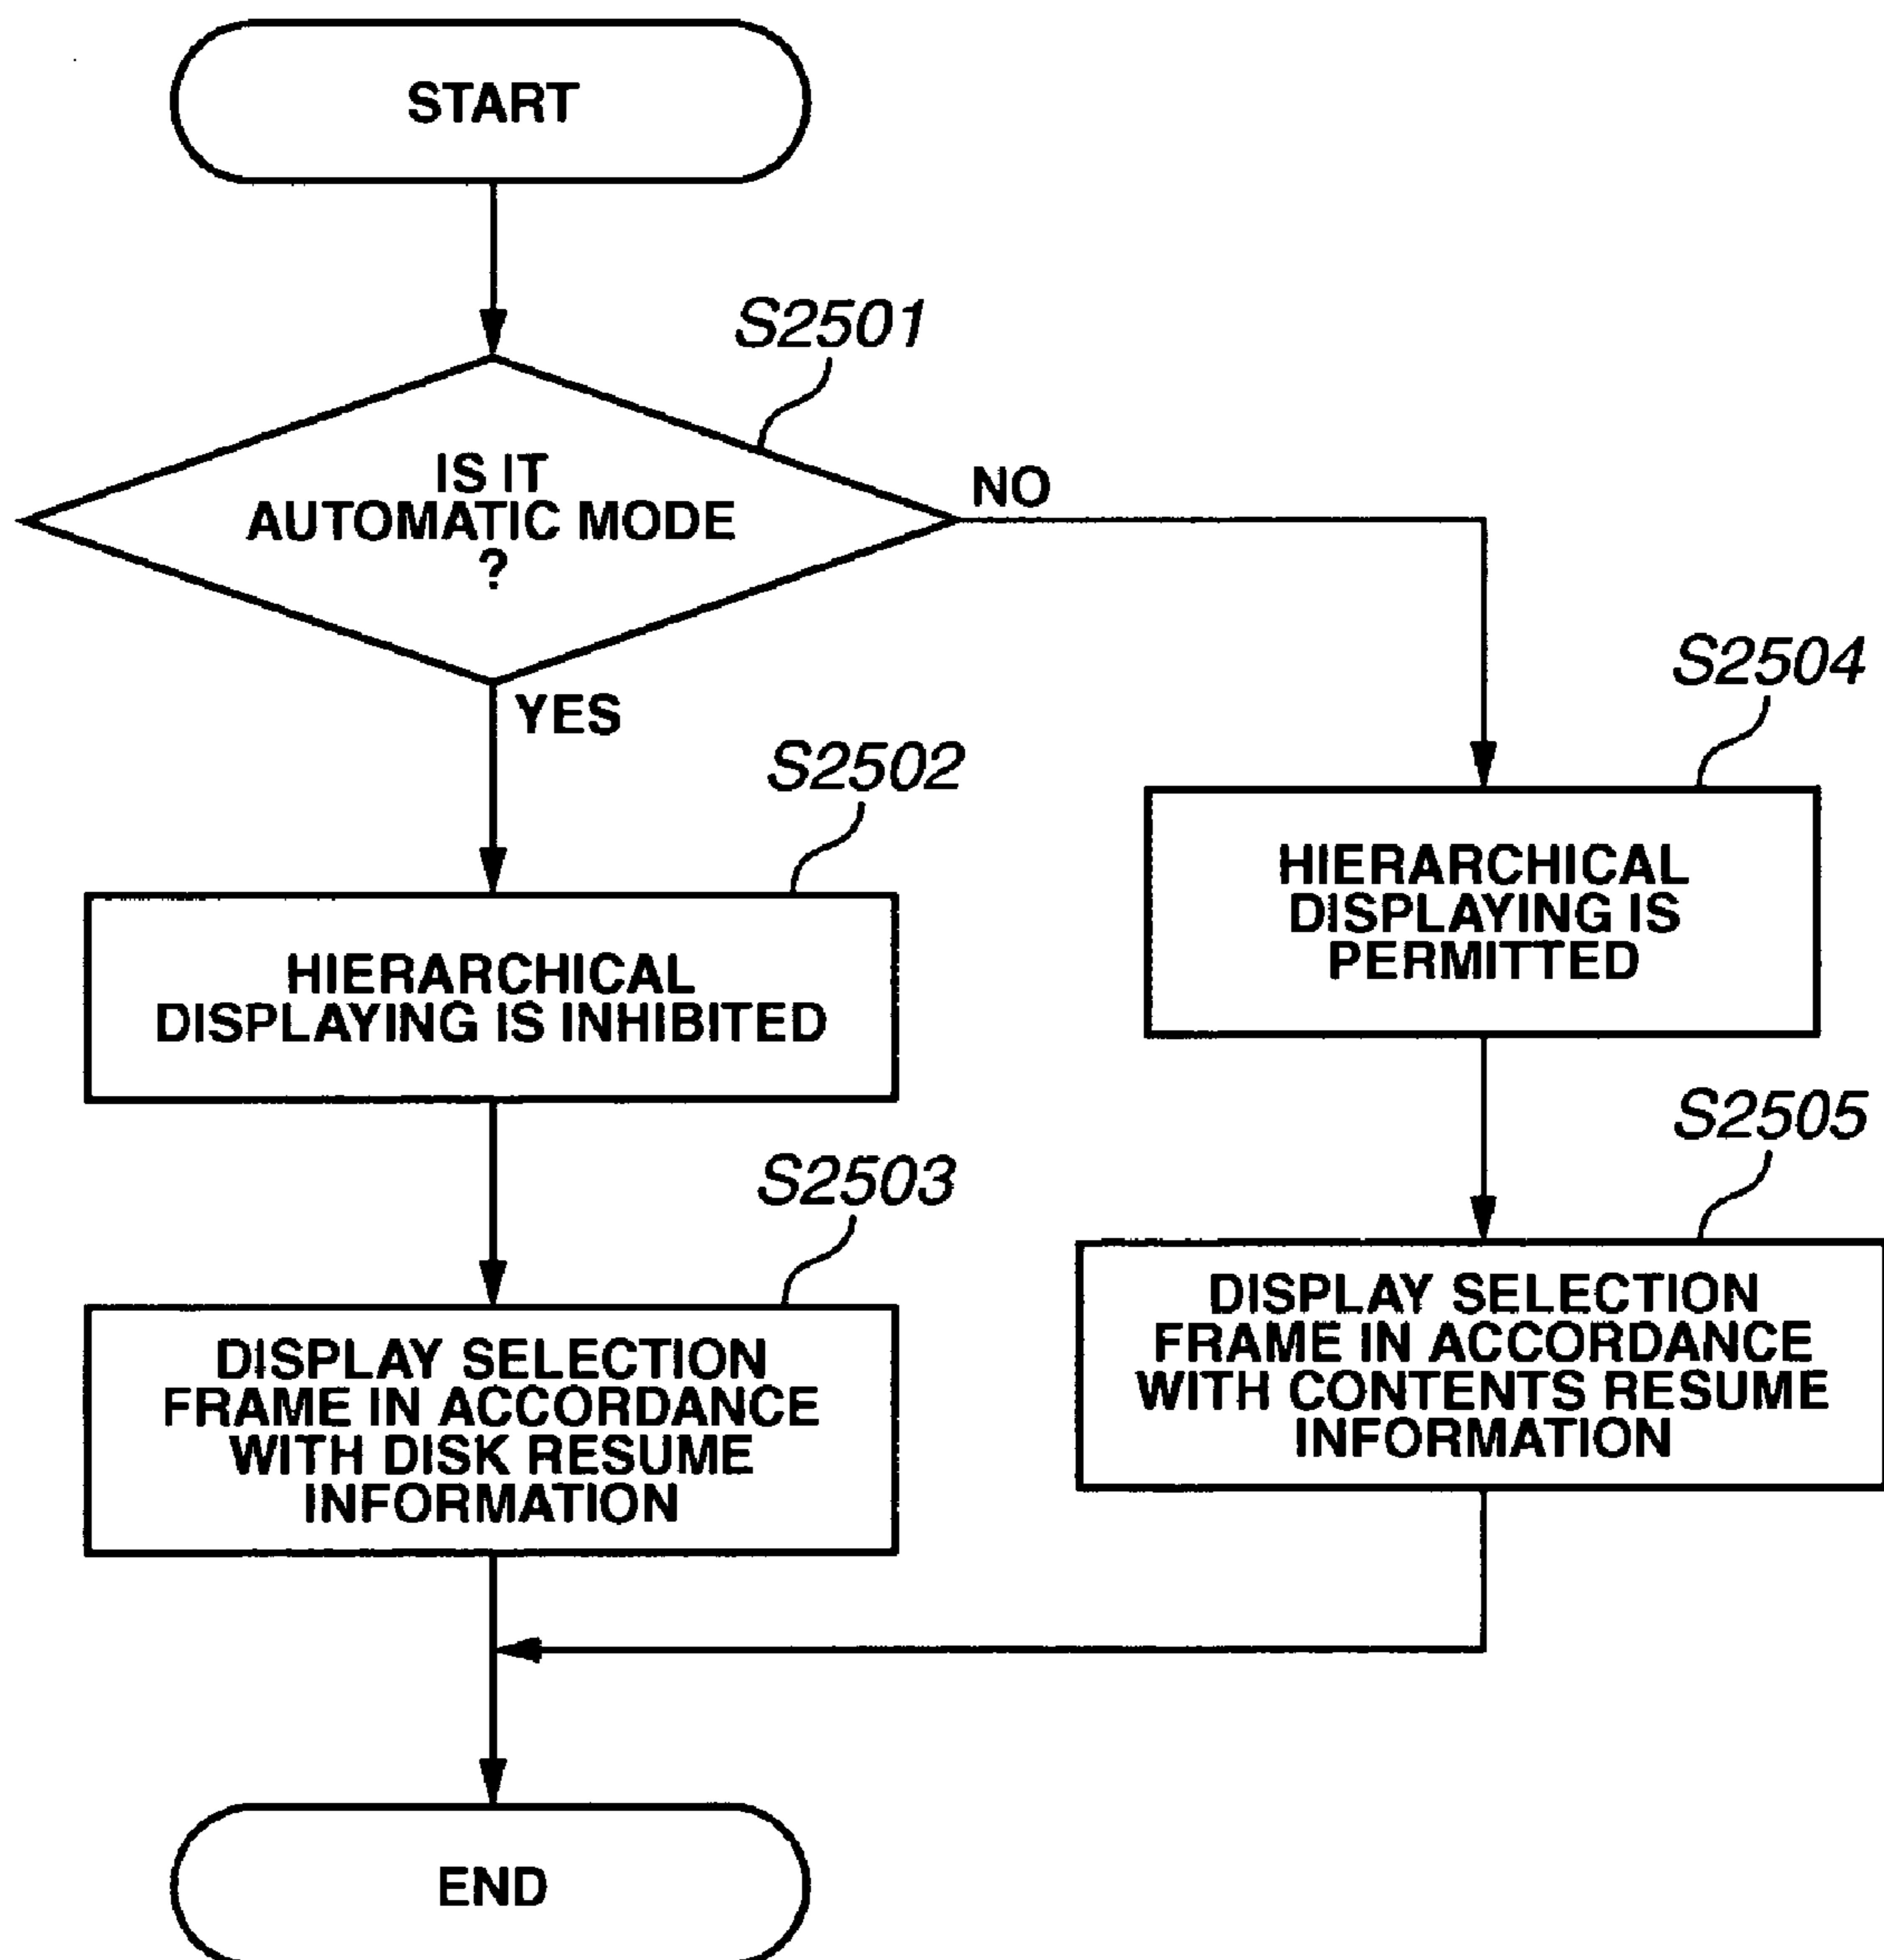 START
S2501
IS IT
AUTOMATIC MODE
?
NO
YES
S2502
HIERARCHICAL
DISPLAYING IS INHIBITED
S2503
DISPLAY SELECTION
FRAME IN ACCORDANCE
WITH DISK RESUME
INFORMATION
S2504
HIERARCHICAL
DISPLAYING IS
PERMITTED
S2505
DISPLAY SELECTION
FRAME IN ACCORDANCE
WITH CONTENTS RESUME
INFORMATION
END